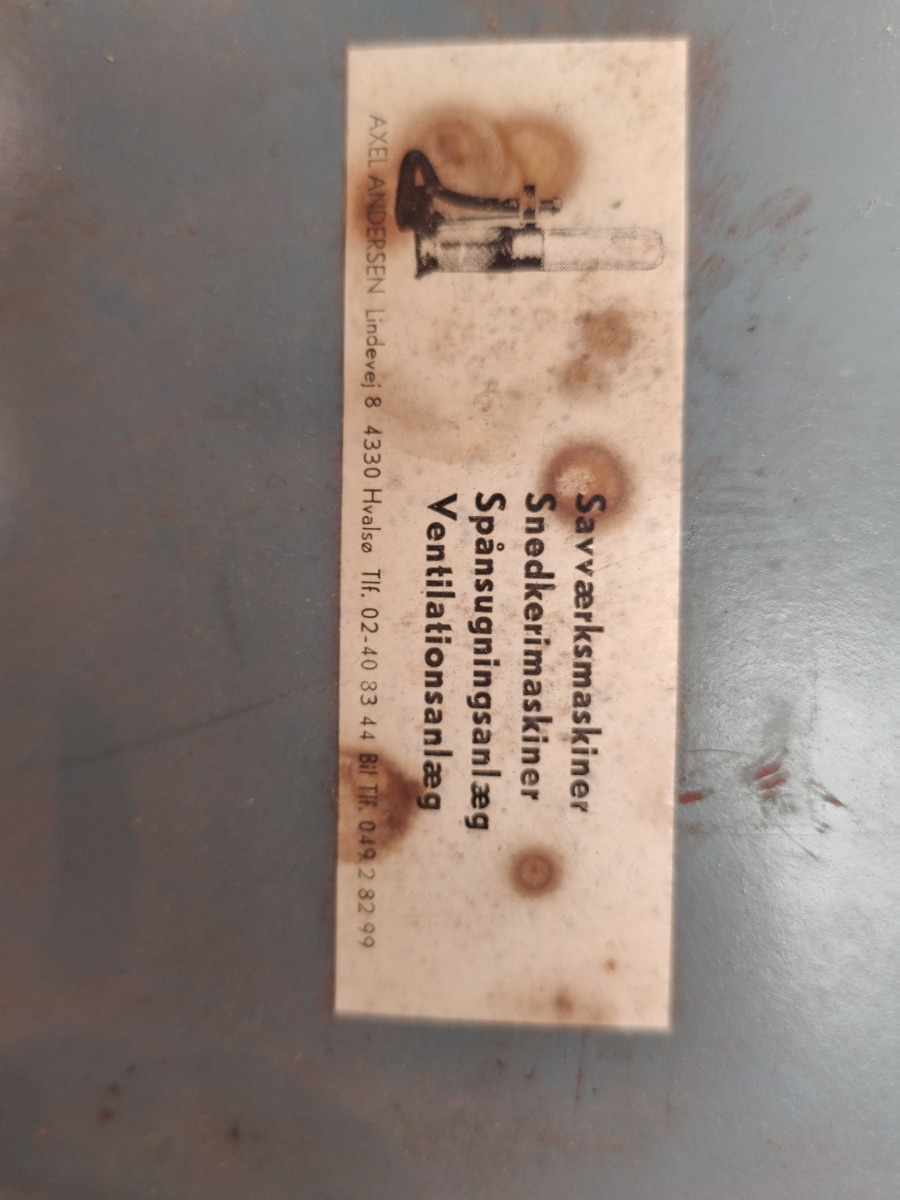 Savværksmaskiner
Snedkerimaskiner
Spånsugningsanlæg
Ventilationsanlæg
AXEL ANDERSEN Lindevej 8 4330 Hvalsø Tlf. 02-40 83 44 Bil Tlf. 049 2 82 99